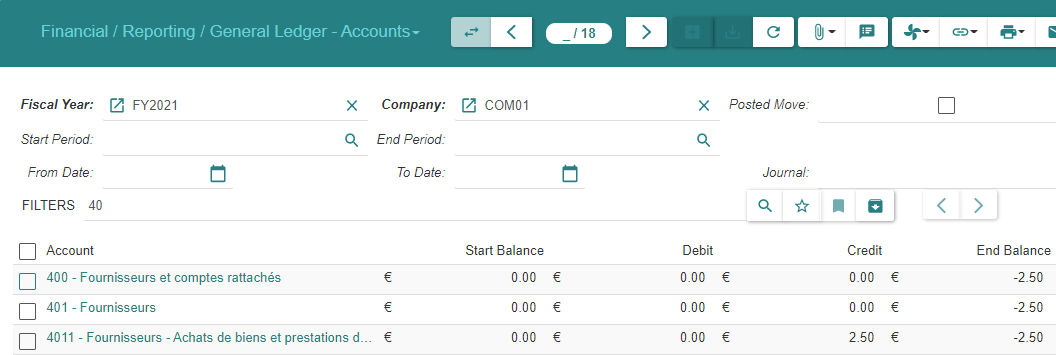 Financial / Reporting / General Ledger - Accounts
_ / 18
Fiscal Year: FY2021 Company: COM01 Posted Move:
Start Period: End Period:
From Date: To Date: Journal:
FILTERS 40
Account Start Balance Debit Credit End Balance
400 - Fournisseurs et comptes rattachés € 0.00 € 0.00 € 0.00 € -2.50
401 - Fournisseurs € 0.00 € 0.00 € 0.00 € -2.50
4011 - Fournisseurs - Achats de biens et prestations d... € 0.00 € 0.00 € 2.50 € -2.50